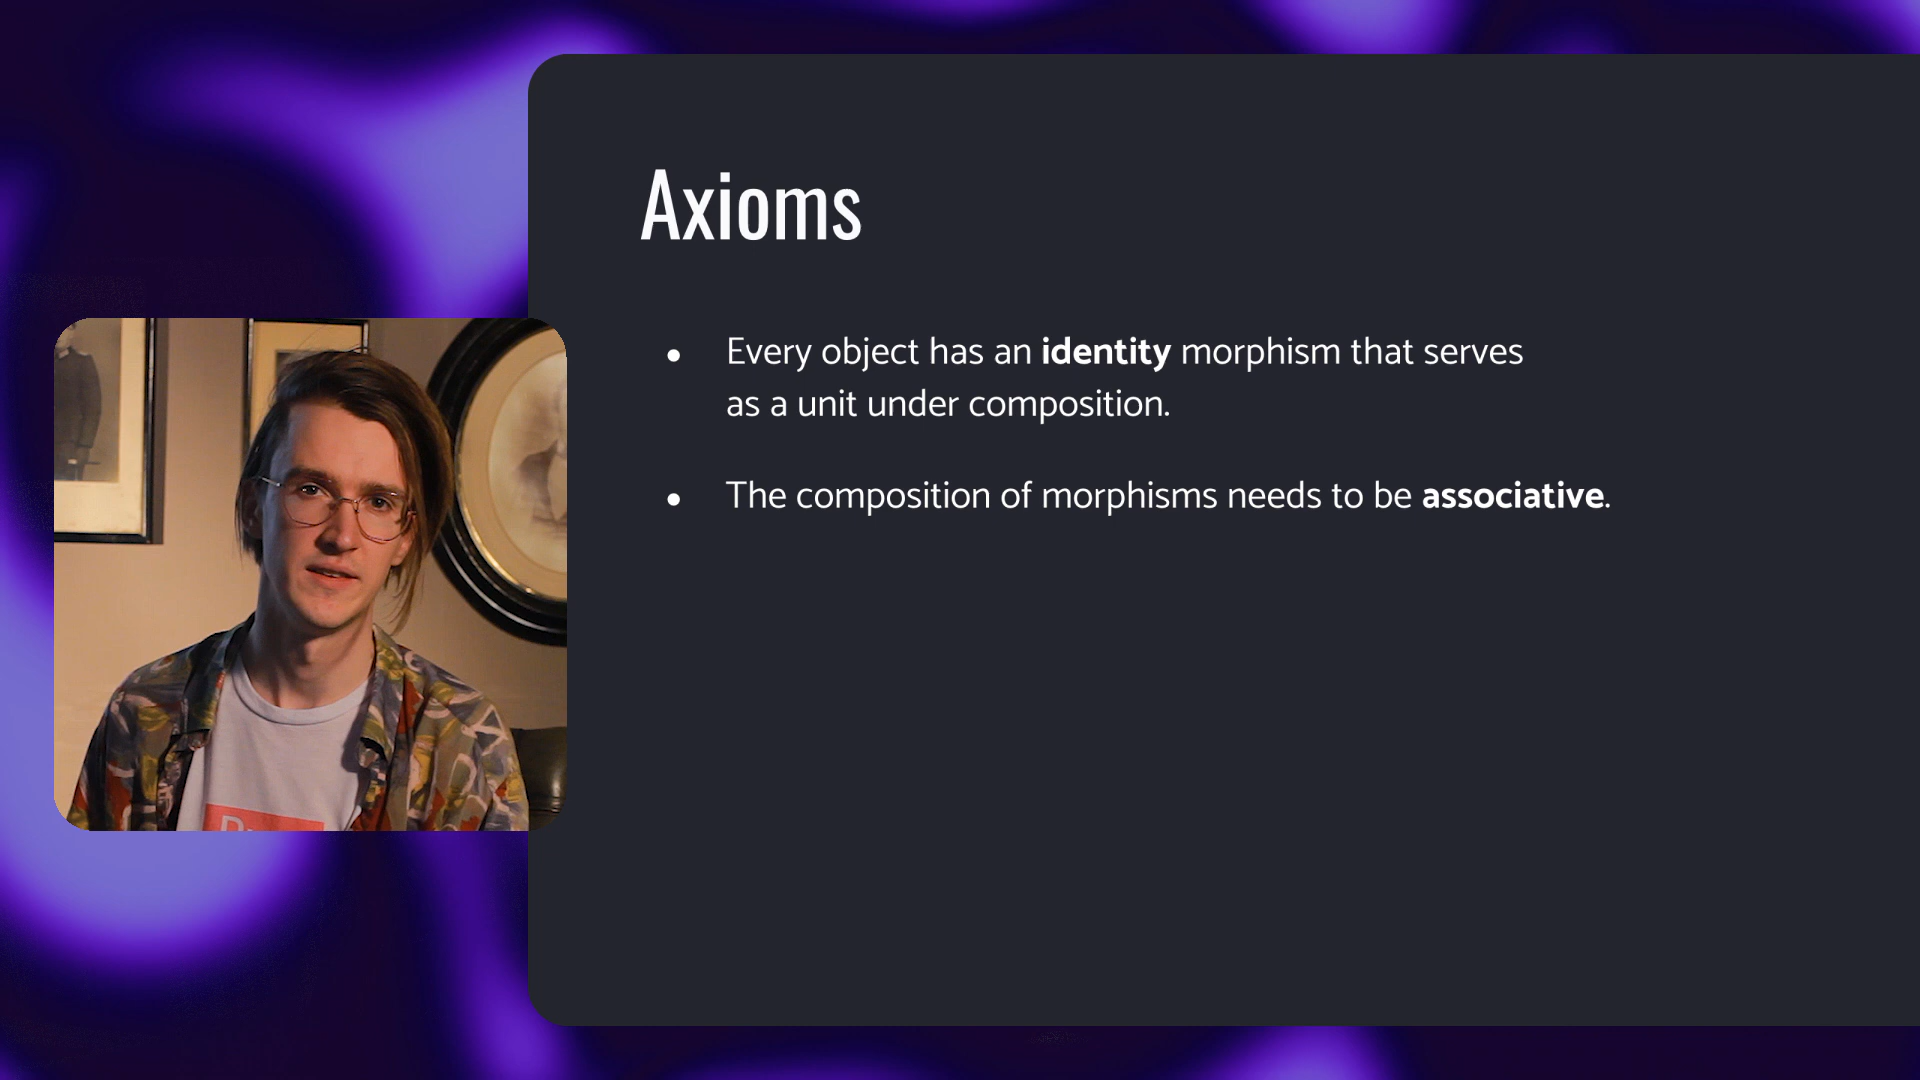 Axioms
● Every object has an identity morphism that serves
as a unit under composition.
● The composition of morphisms needs to be associative.